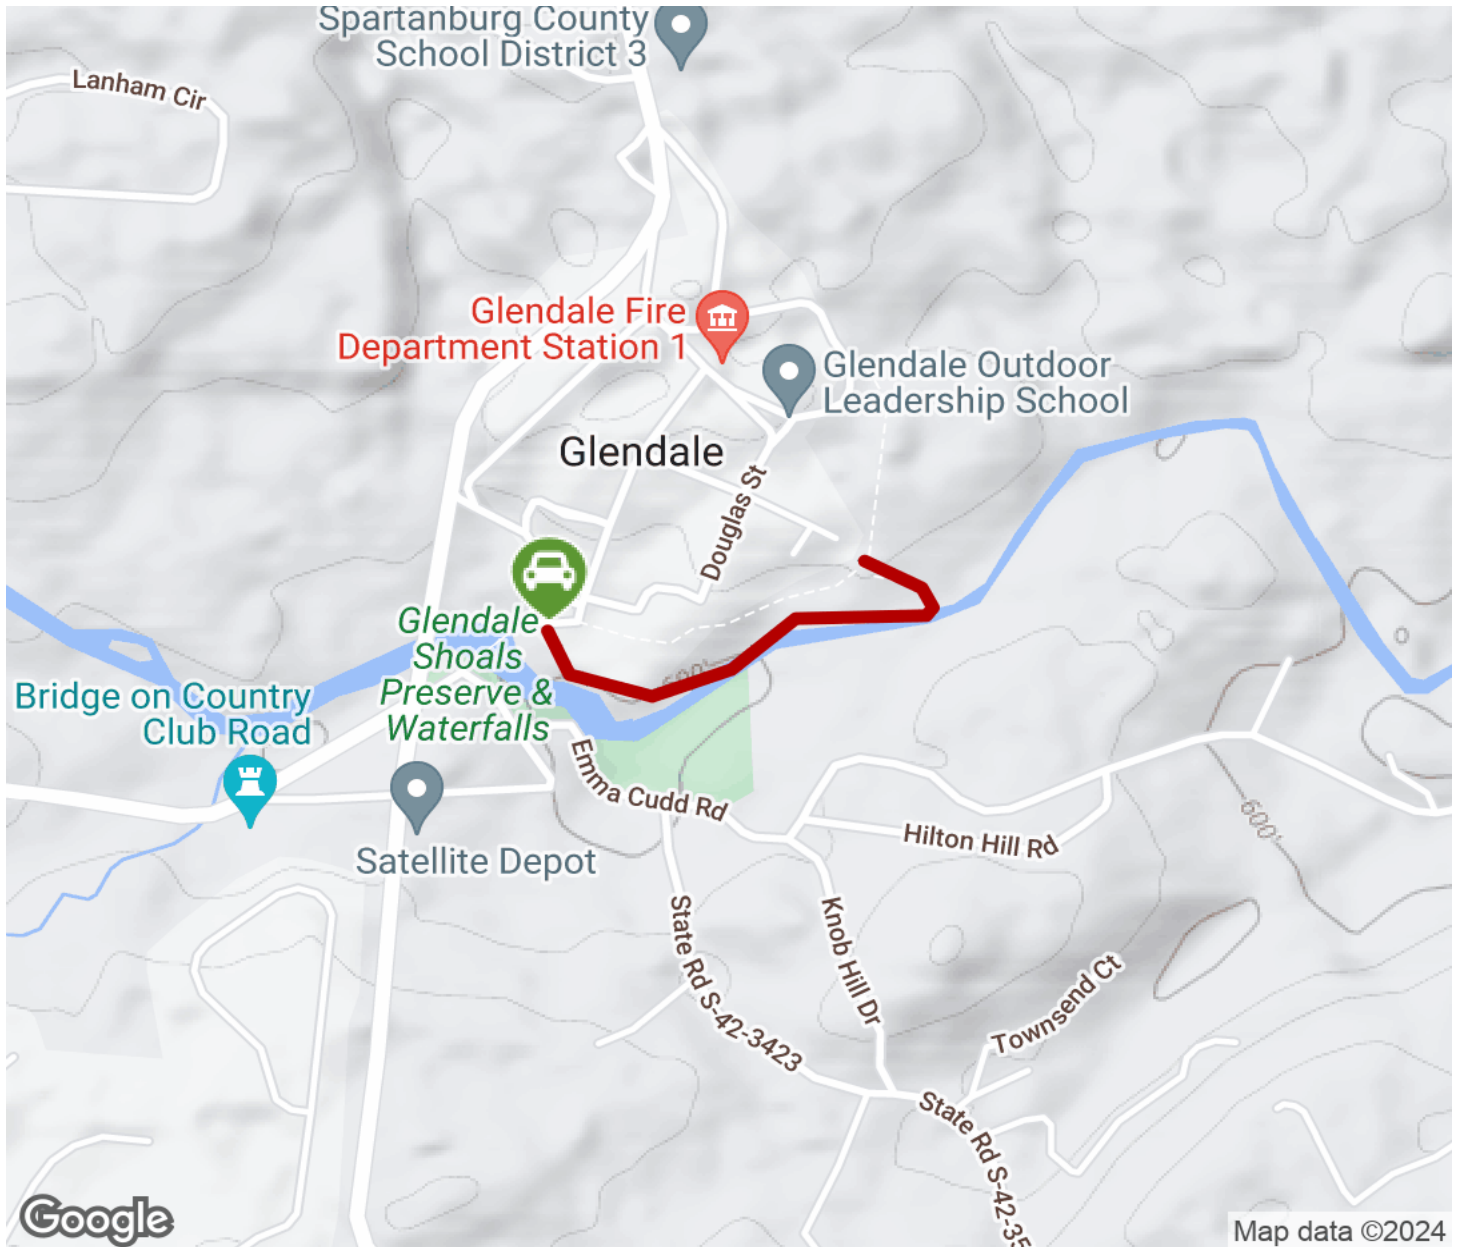 Spartanburg County
School District 3
Lanham Cir
Glendale Fire
Department Station 1
Glendale Outdoor
Leadership School
Glendale
Douglas St
Glendale
Shoals
Preserve &
Waterfalls
600'
Bridge on Country
Club Road
Emma Cudd Rd
Satellite Depot
Hilton Hill Rd
600'
State Rd S-42-3423
Knob Hill Dr
Townsend Ct
State Rd S-42-35
Google
Map data ©2024